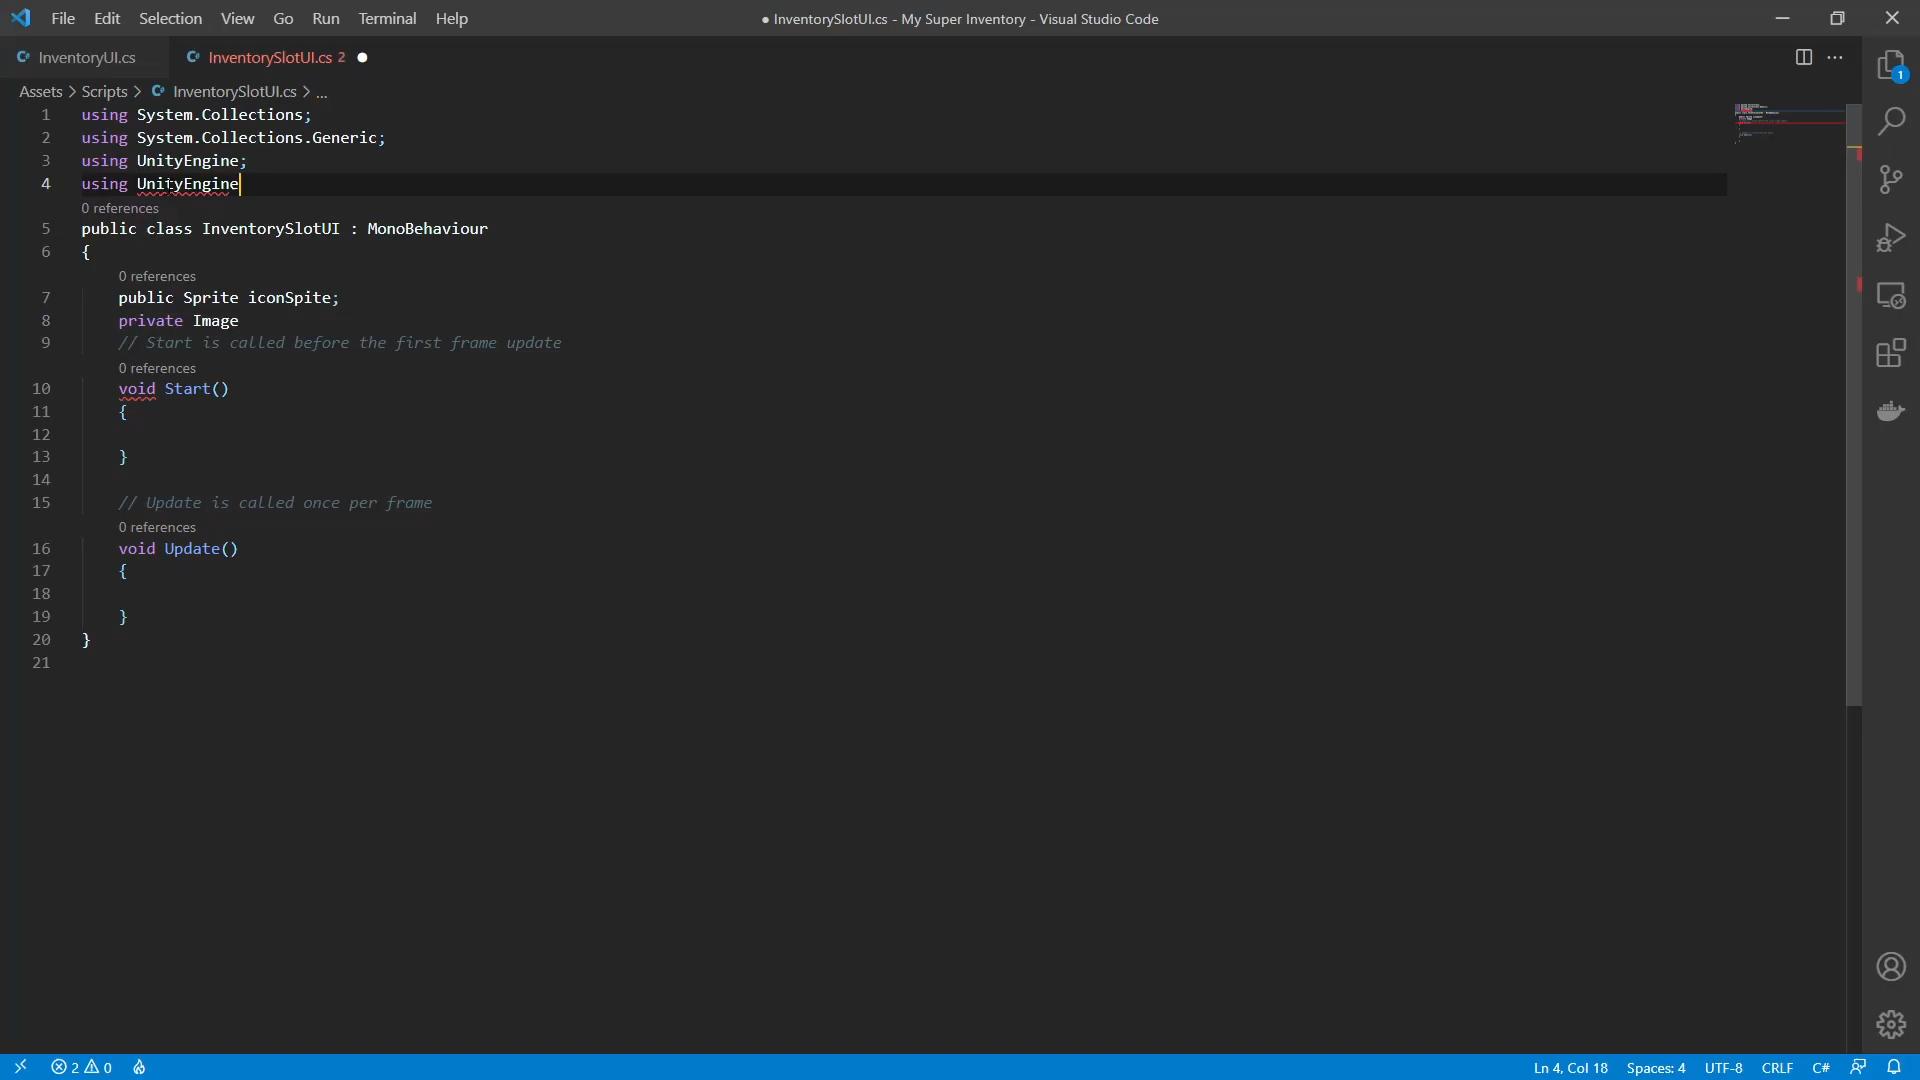 File Edit Selection View Go Run Terminal Help
● InventorySlotUI.cs - My Super Inventory - Visual Studio Code
InventoryUI.cs
InventorySlotUI.cs 2 ●
Assets > Scripts > InventorySlotUI.cs > ...
1 using System.Collections;
2 using System.Collections.Generic;
3 using UnityEngine;
4 using UnityEngine
0 references
5 public class InventorySlotUI : MonoBehaviour
6 {
0 references
7 public Sprite iconSpite;
8 private Image
9 // Start is called before the first frame update
0 references
10 void Start()
11 {
12
13 }
14
15 // Update is called once per frame
0 references
16 void Update()
17 {
18
19 }
20 }
21
1
2 0
Ln 4, Col 18 Spaces: 4 UTF-8 CRLF C#